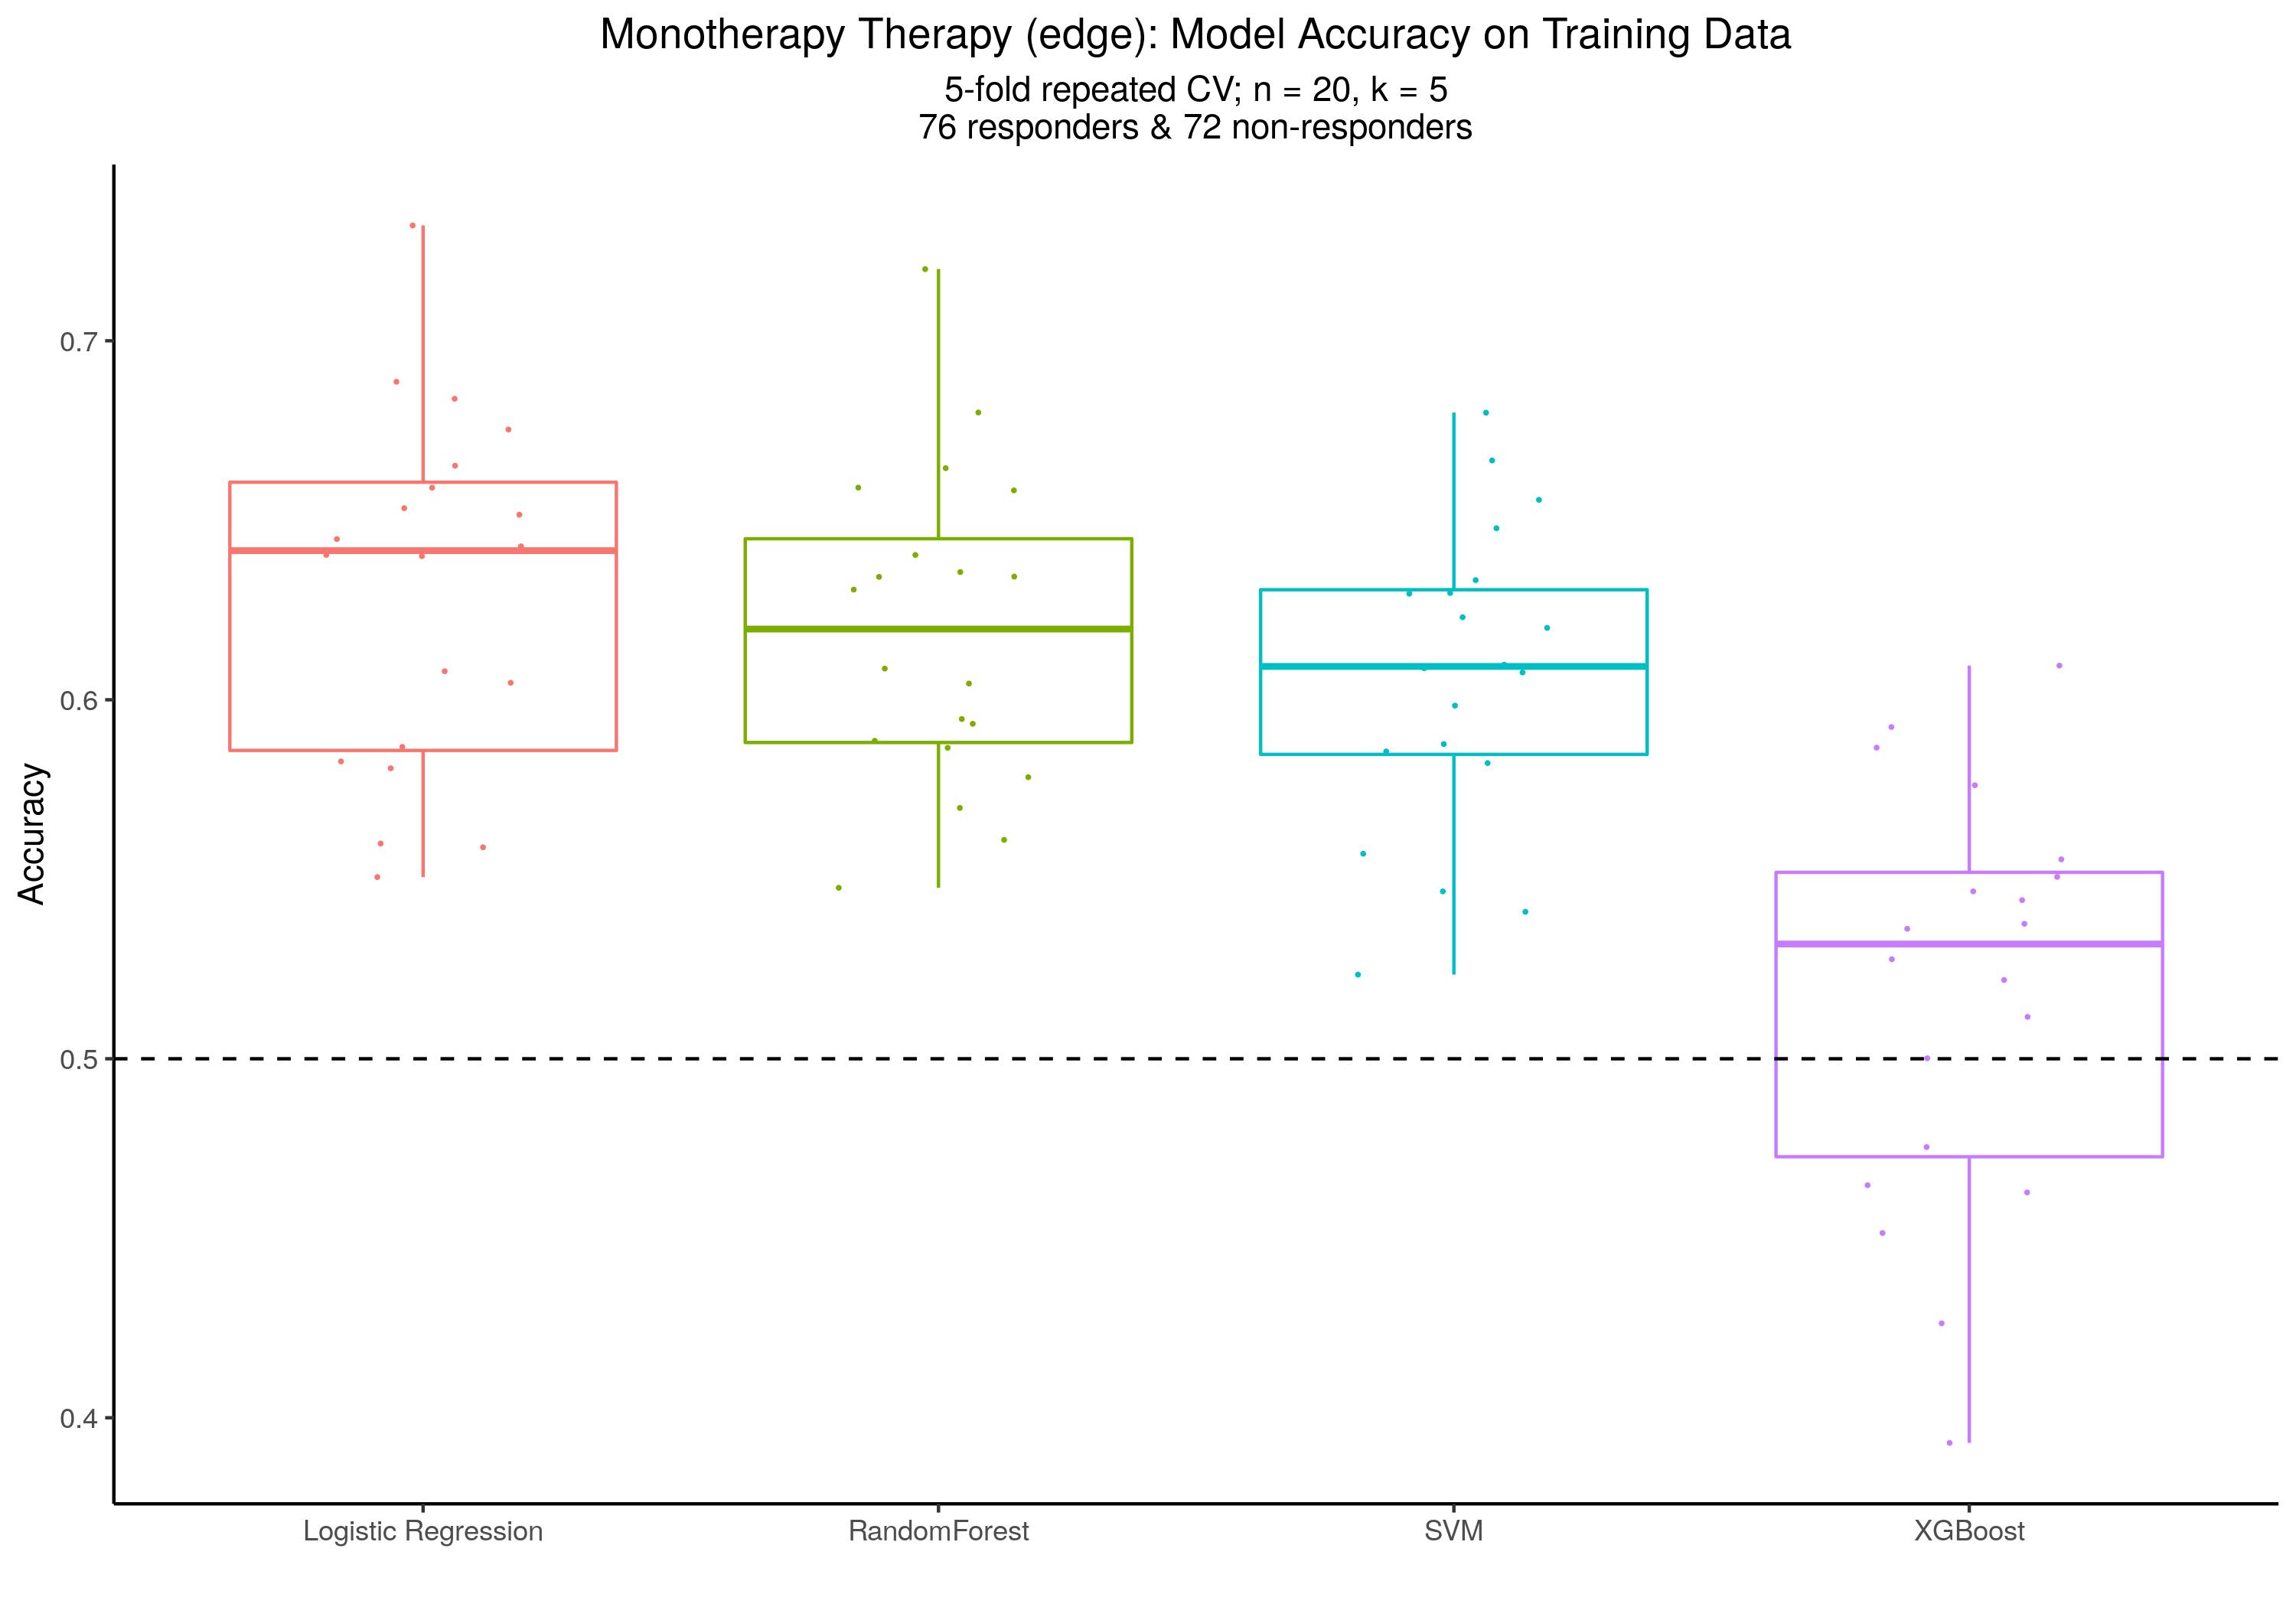 Monotherapy Therapy (edge): Model Accuracy on Training Data
5-fold repeated CV; n = 20, k = 5
76 responders & 72 non-responders
Accuracy
0.7
0.6
0.5
0.4
Logistic Regression
RandomForest
SVM
XGBoost